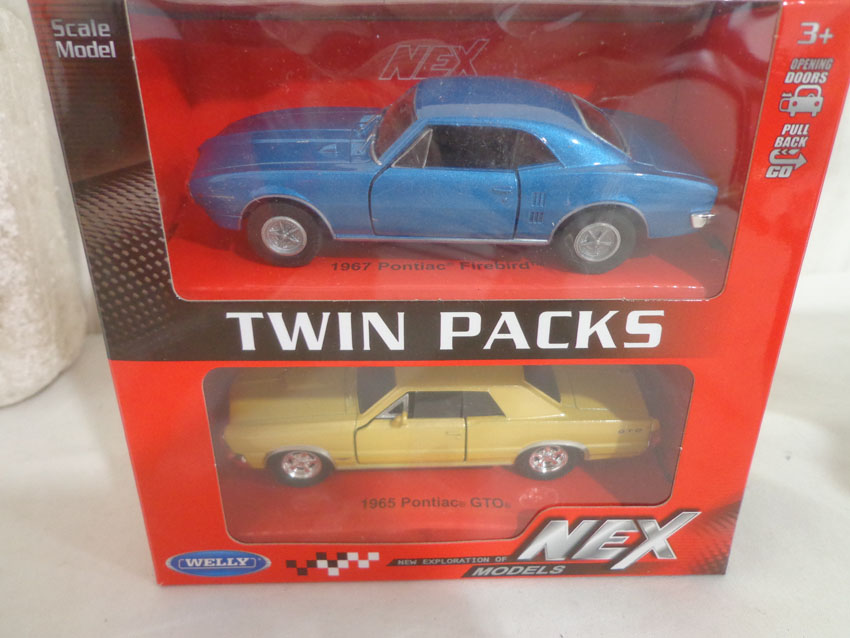 Scale
Model
NEX
3+
OPENING
DOORS
PULL
BACK
GO
1967 Pontiac® Firebird®
TWIN PACKS
GTO
1965 Pontiac® GTO®
WELLY
NEW EXPLORATION OF
NEX
MODELS